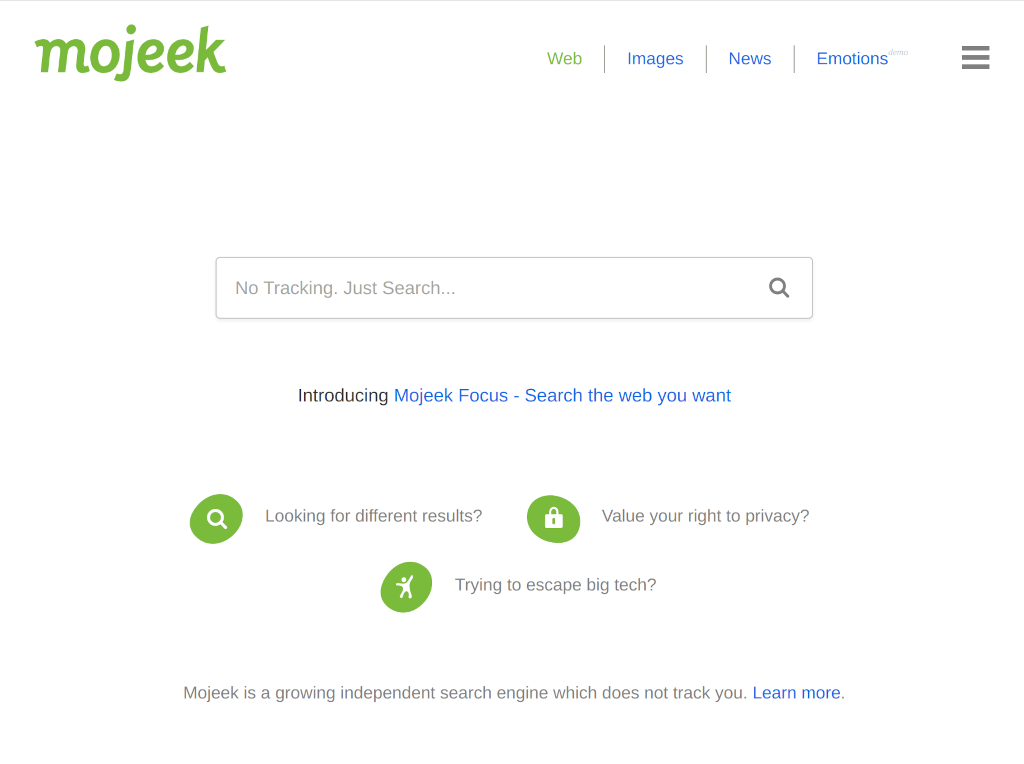 mojeek
Web Images News Emotions demo
No Tracking. Just Search...
Introducing Mojeek Focus - Search the web you want
Looking for different results? Value your right to privacy?
Trying to escape big tech?
Mojeek is a growing independent search engine which does not track you. Learn more.